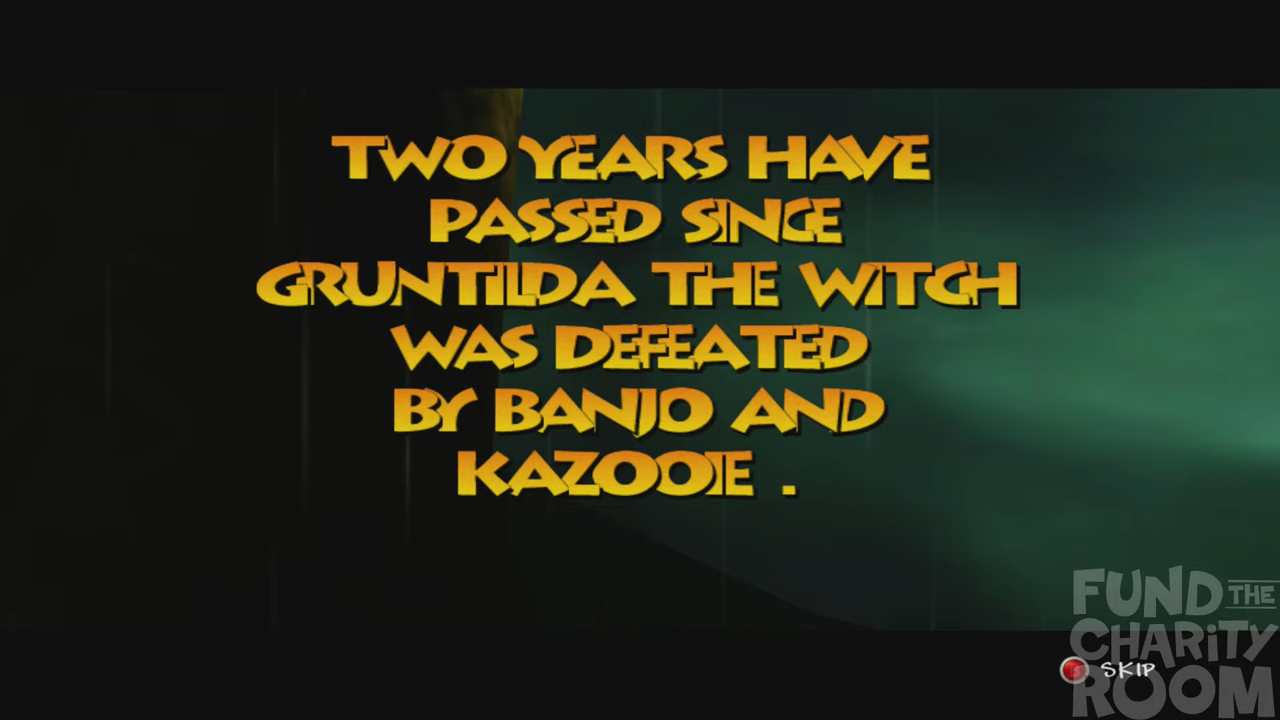 TWO YEARS HAVE
PASSED SINCE
GRUNTILDA THE WITCH
WAS DEFEATED
BY BANJO AND
KAZOOIE .
FUND THE
CHARiTY
ROOM
SKIP